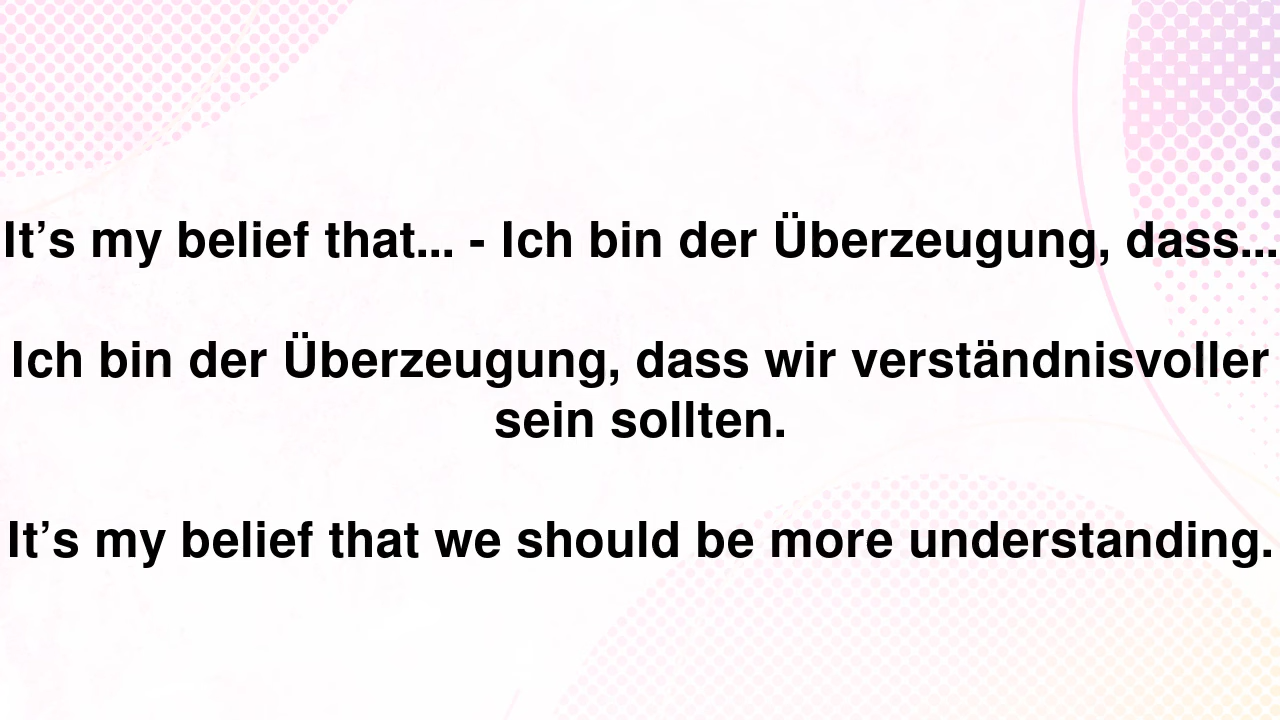 It’s my belief that... - Ich bin der Überzeugung, dass...
Ich bin der Überzeugung, dass wir verständnisvoller
sein sollten.
It’s my belief that we should be more understanding.